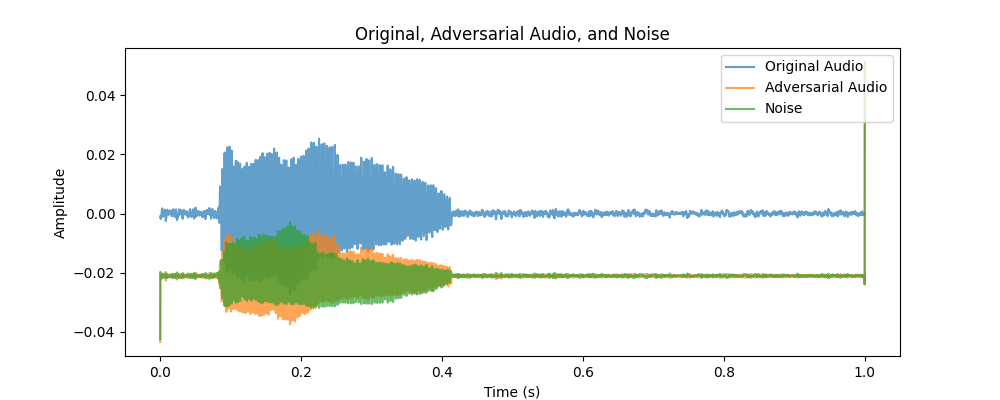 Original, Adversarial Audio, and Noise
Original Audio
Adversarial Audio
Noise
Amplitude
0.04
0.02
0.00
−0.02
−0.04
0.0 0.2 0.4 0.6 0.8 1.0
Time (s)